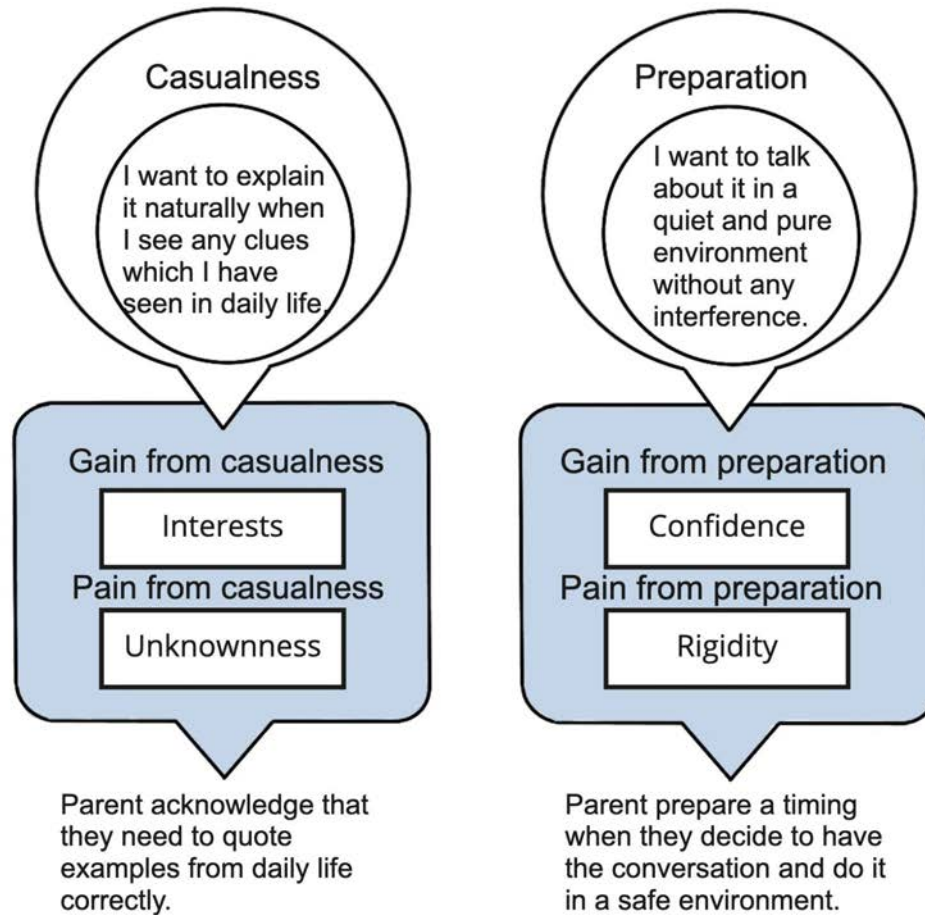 Casualness
I want to explain
it naturally when
I see any clues
which I have
seen in daily life.
Gain from casualness
Interests
Pain from casualness
Unknownness
Parent acknowledge that
they need to quote
examples from daily life
correctly.
Preparation
I want to talk
about it in a
quiet and pure
environment
without any
interference.
Gain from preparation
Confidence
Pain from preparation
Rigidity
Parent prepare a timing
when they decide to have
the conversation and do it
in a safe environment.